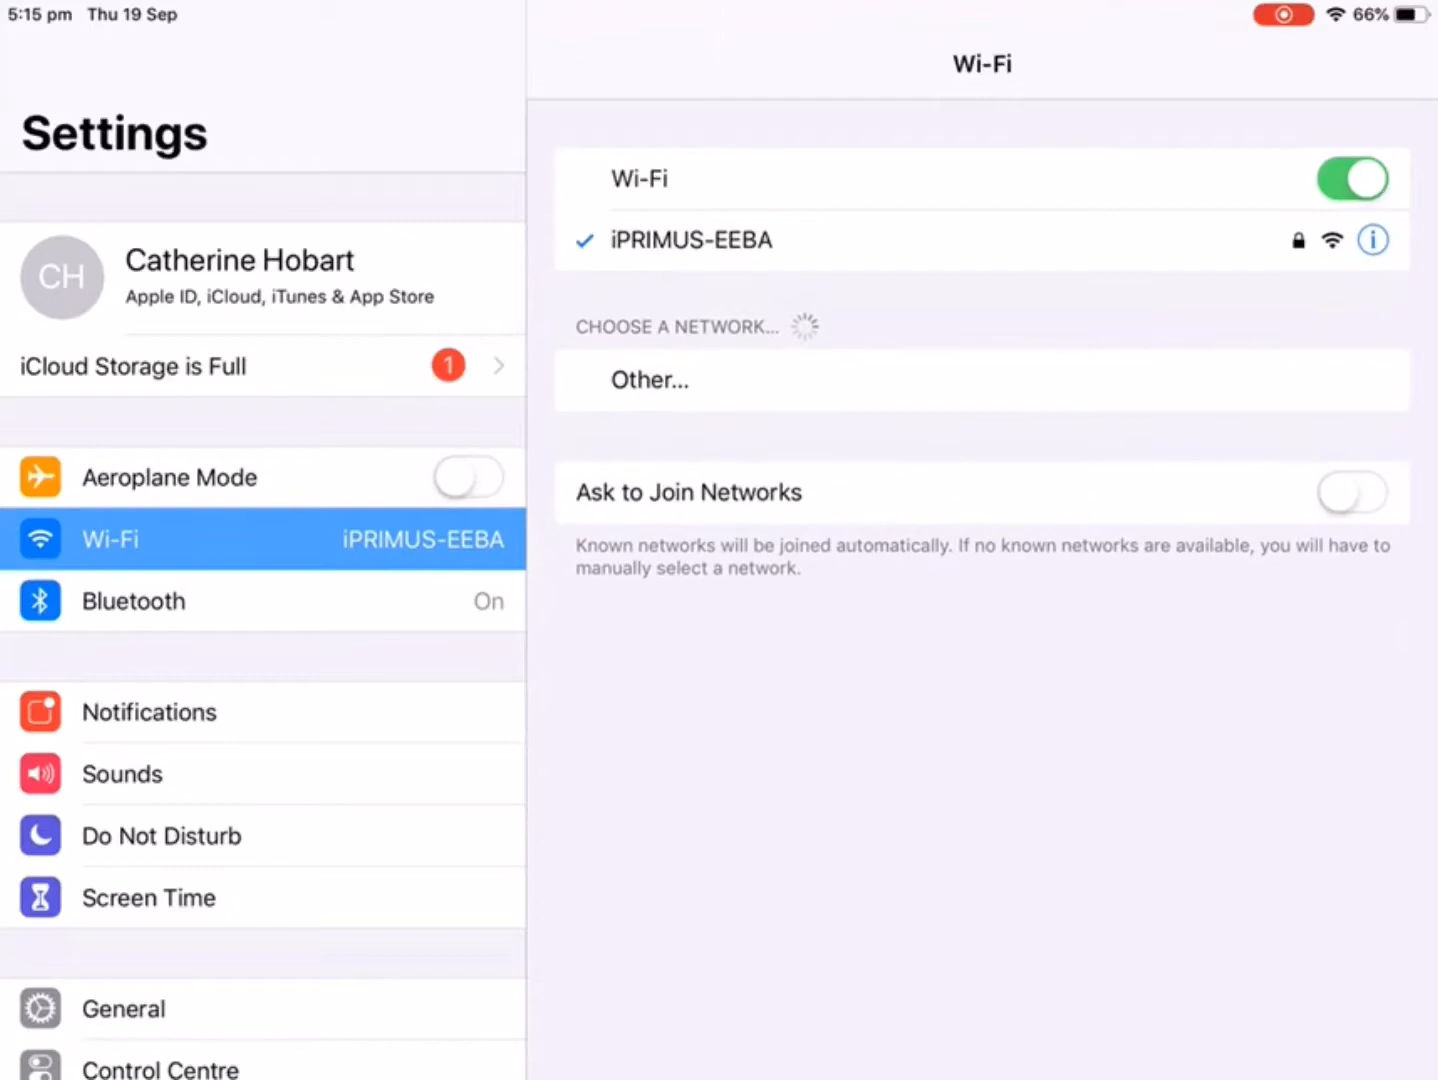 5:15 pm Thu 19 Sep
66%
Settings
Wi-Fi
CH
Catherine Hobart
Apple ID, iCloud, iTunes & App Store
iCloud Storage is Full 1
Aeroplane Mode
Wi-Fi iPRIMUS-EEBA
Bluetooth On
Notifications
Sounds
Do Not Disturb
Screen Time
General
Control Centre
Wi-Fi
iPRIMUS-EEBA
CHOOSE A NETWORK...
Other...
Ask to Join Networks
Known networks will be joined automatically. If no known networks are available, you will have to
manually select a network.